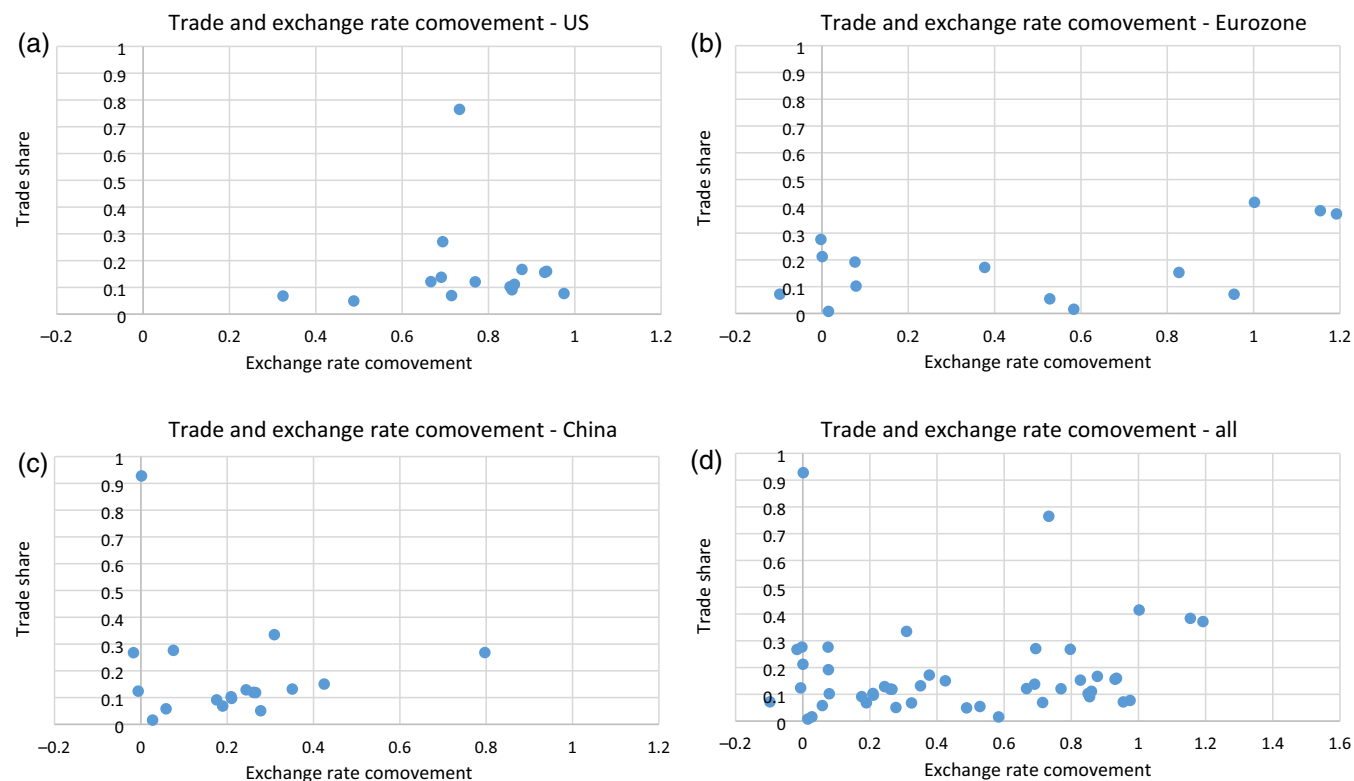 Trade and exchange rate comovement - US
(a)
1
0.9
0.8
0.7
0.6
0.5
0.4
0.3
0.2
0.1
0
Trade share
–0.2 0 0.2 0.4 0.6 0.8 1 1.2
Exchange rate comovement
Trade and exchange rate comovement - Eurozone
(b)
1
0.9
0.8
0.7
0.6
0.5
0.4
0.3
0.2
0.1
0
Trade share
–0.2 0 0.2 0.4 0.6 0.8 1 1.2
Exchange rate comovement
Trade and exchange rate comovement - China
(c)
1
0.9
0.8
0.7
0.6
0.5
0.4
0.3
0.2
0.1
0
Trade share
–0.2 0 0.2 0.4 0.6 0.8 1 1.2
Exchange rate comovement
Trade and exchange rate comovement - all
(d)
1
0.9
0.8
0.7
0.6
0.5
0.4
0.3
0.2
0.1
0
Trade share
–0.2 0 0.2 0.4 0.6 0.8 1 1.2 1.4 1.6
Exchange rate comovement